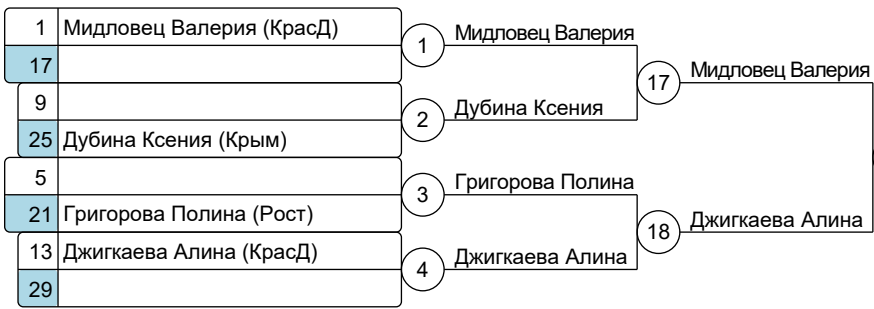 1 Мидловец Валерия (КрасД)
17
1 Мидловец Валерия
9
25 Дубина Ксения (Крым)
2 Дубина Ксения
17 Мидловец Валерия
5
21 Григорова Полина (Рост)
3 Григорова Полина
13 Джигкаева Алина (КрасД)
29
4 Джигкаева Алина
18 Джигкаева Алина